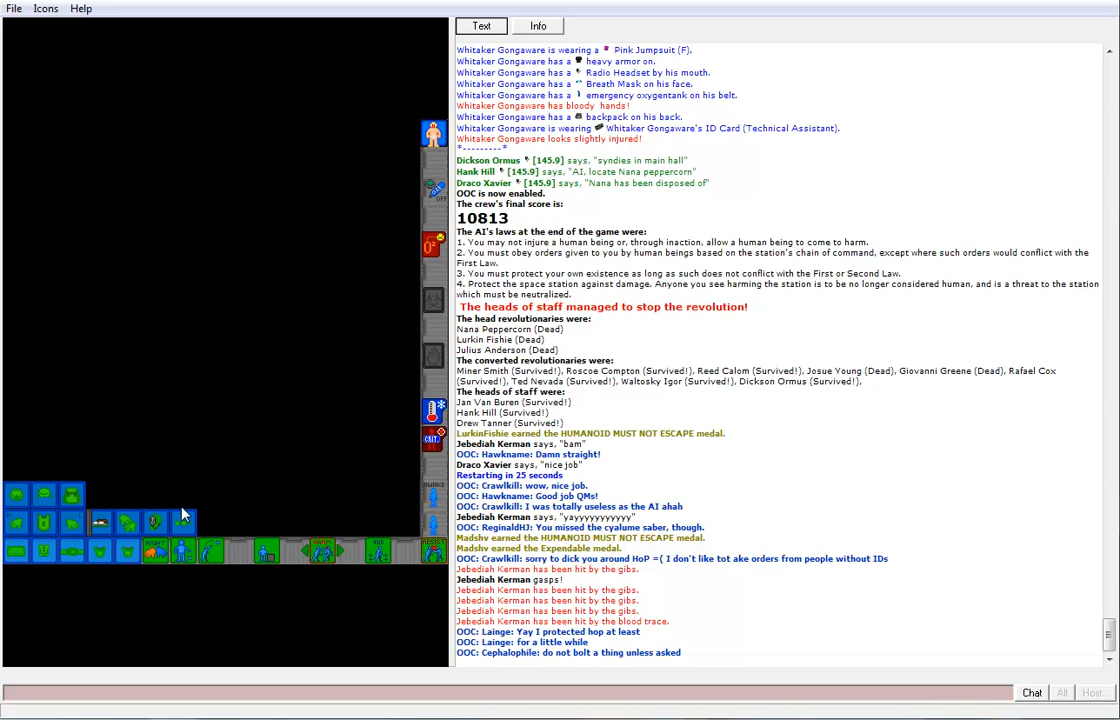 File Icons Help
Text Info
Whitaker Gongaware is wearing a Pink Jumpsuit (F).
Whitaker Gongaware has a heavy armor on.
Whitaker Gongaware has a Radio Headset by his mouth.
Whitaker Gongaware has a Breath Mask on his face.
Whitaker Gongaware has a emergency oxygentank on his belt.
Whitaker Gongaware has bloody hands!
Whitaker Gongaware has a backpack on his back.
Whitaker Gongaware is wearing Whitaker Gongaware's ID Card (Technical Assistant).
Whitaker Gongaware looks slightly injured!
*---------*
Dickson Ormus [145.9] says, "syndies in main hall"
Hank Hill [145.9] says, "AI, locate Nana peppercorn"
Draco Xavier [145.9] says, "Nana has been disposed of"
OOC is now enabled.
The crew's final score is:
10813
The AI's laws at the end of the game were:
1. You may not injure a human being or, through inaction, allow a human being to come to harm.
2. You must obey orders given to you by human beings based on the station's chain of command, except where such orders would conflict with the
First Law.
3. You must protect your own existence as long as such does not conflict with the First or Second Law.
4. Protect the space station against damage. Anyone you see harming the station is to be no longer considered human, and is a threat to the station
which must be neutralized.
The heads of staff managed to stop the revolution!
The head revolutionaries were:
Nana Peppercorn (Dead)
Lurkin Fishie (Dead)
Julius Anderson (Dead)
The converted revolutionaries were:
Miner Smith (Survived!), Roscoe Compton (Survived!), Reed Calom (Survived!), Josue Young (Dead), Giovanni Greene (Dead), Rafael Cox
(Survived!), Ted Nevada (Survived!), Waltosky Igor (Survived!), Dickson Ormus (Survived!),
The heads of staff were:
Jan Van Buren (Survived!)
Hank Hill (Survived!)
Drew Tanner (Survived!)
LurkinFishie earned the HUMANOID MUST NOT ESCAPE medal.
Jebediah Kerman says, "bam"
OOC: Hawkname: Damn straight!
Draco Xavier says, "nice job"
Restarting in 25 seconds
OOC: Crawlkill: wow, nice job.
OOC: Hawkname: Good job QMs!
OOC: Crawlkill: I was totally useless as the AI ahah
Jebediah Kerman says, "yayyyyyyyyyy"
OOC: ReginaldHJ: You missed the cyalume saber, though.
Madshv earned the HUMANOID MUST NOT ESCAPE medal.
Madshv earned the Expendable medal.
OOC: Crawlkill: sorry to dick you around HoP =( I don't like tot ake orders from people without IDs
Jebediah Kerman has been hit by the gibs.
Jebediah Kerman gasps!
Jebediah Kerman has been hit by the gibs.
Jebediah Kerman has been hit by the gibs.
Jebediah Kerman has been hit by the gibs.
Jebediah Kerman has been hit by the blood trace.
OOC: Lainge: Yay I protected hop at least
OOC: Lainge: for a little while
OOC: Cephalophile: do not bolt a thing unless asked
OFF
CRIT.
AWAKE
RIGHT
RUN
RESIST
Chat Alt Host...